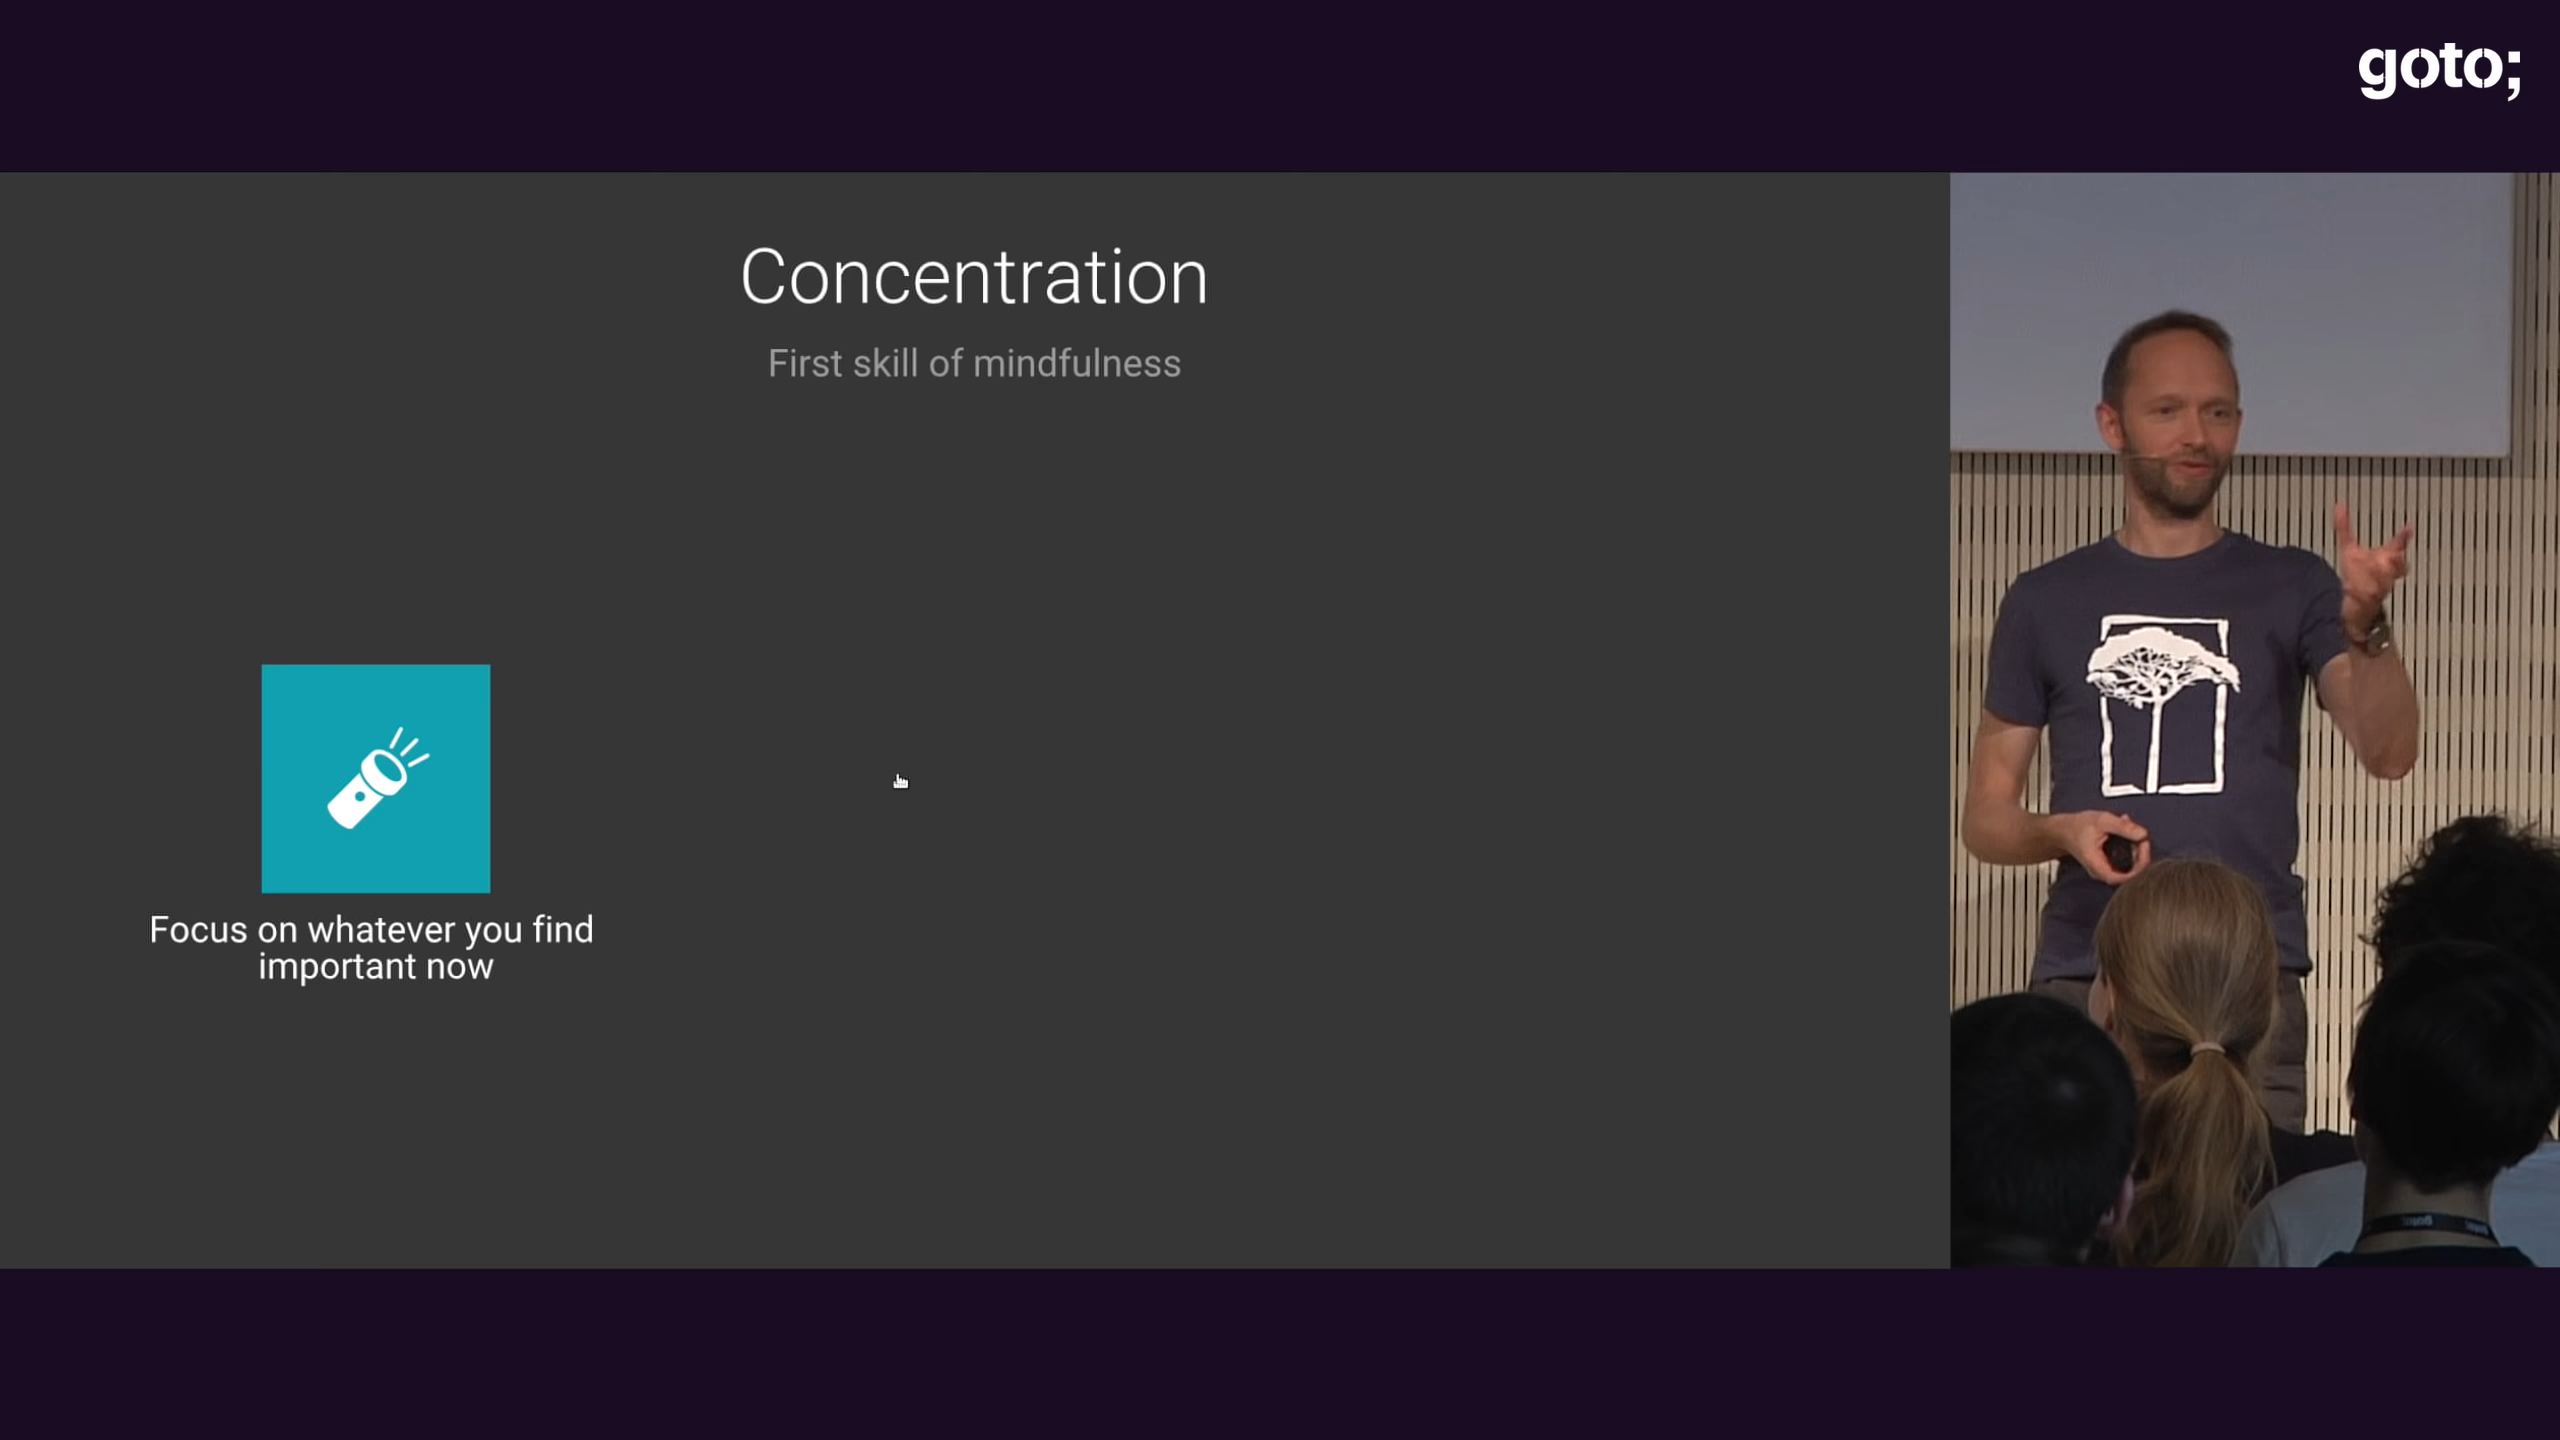 goto;
Concentration
First skill of mindfulness
Focus on whatever you find
important now